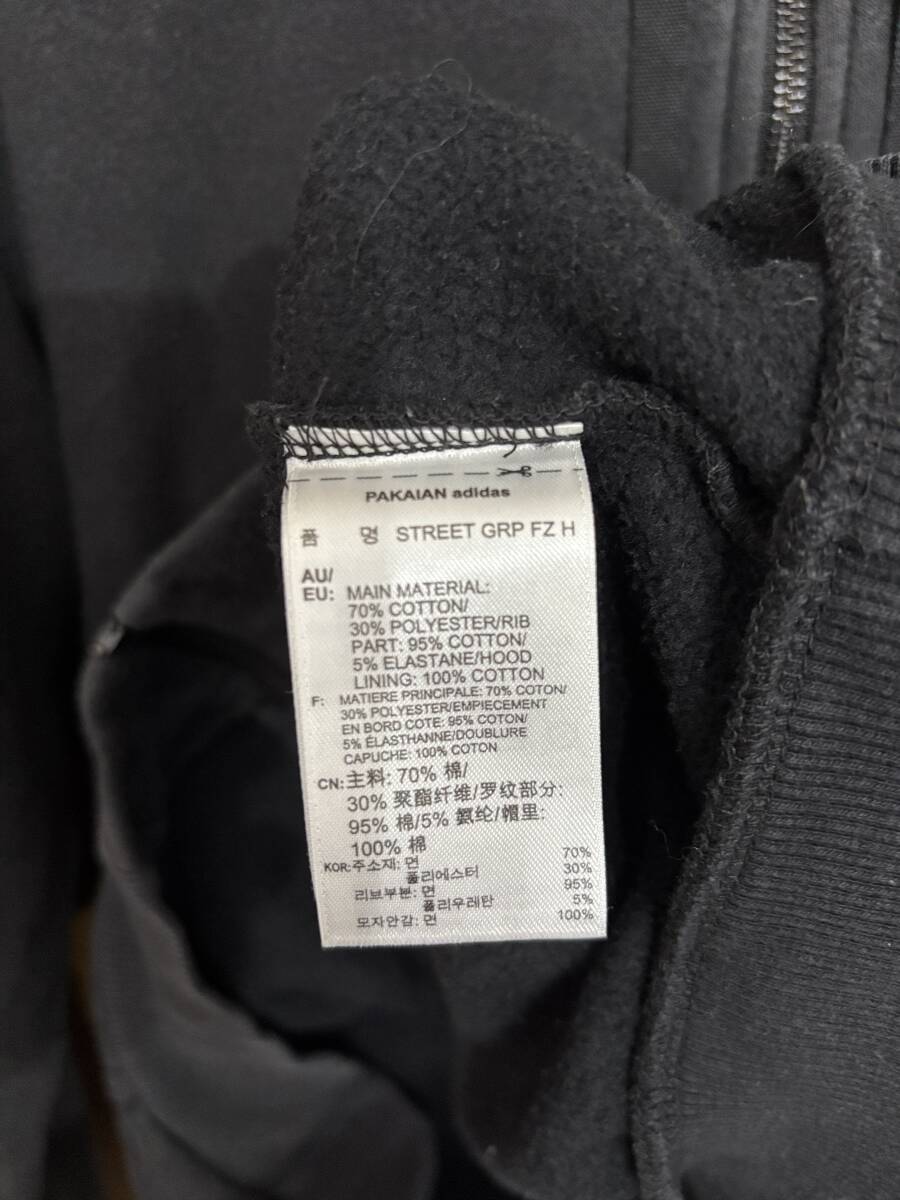 PAKAIAN adidas
품 명 STREET GRP FZ H
AU/
EU: MAIN MATERIAL:
70% COTTON/
30% POLYESTER/RIB
PART: 95% COTTON/
5% ELASTANE/HOOD
LINING: 100% COTTON
F: MATIERE PRINCIPALE: 70% COTON/
30% POLYESTER/EMPIECEMENT
EN BORD COTE: 95% COTON/
5% ÉLASTHANNE/DOUBLURE
CAPUCHE: 100% COTON
CN: 主料: 70% 棉/
30% 聚酯纤维/罗纹部分:
95% 棉/5% 氨纶/帽里:
100% 棉
KOR: 주소재: 면 70%
폴리에스터 30%
리브부분: 면 95%
폴리우레탄 5%
모자안감: 면 100%